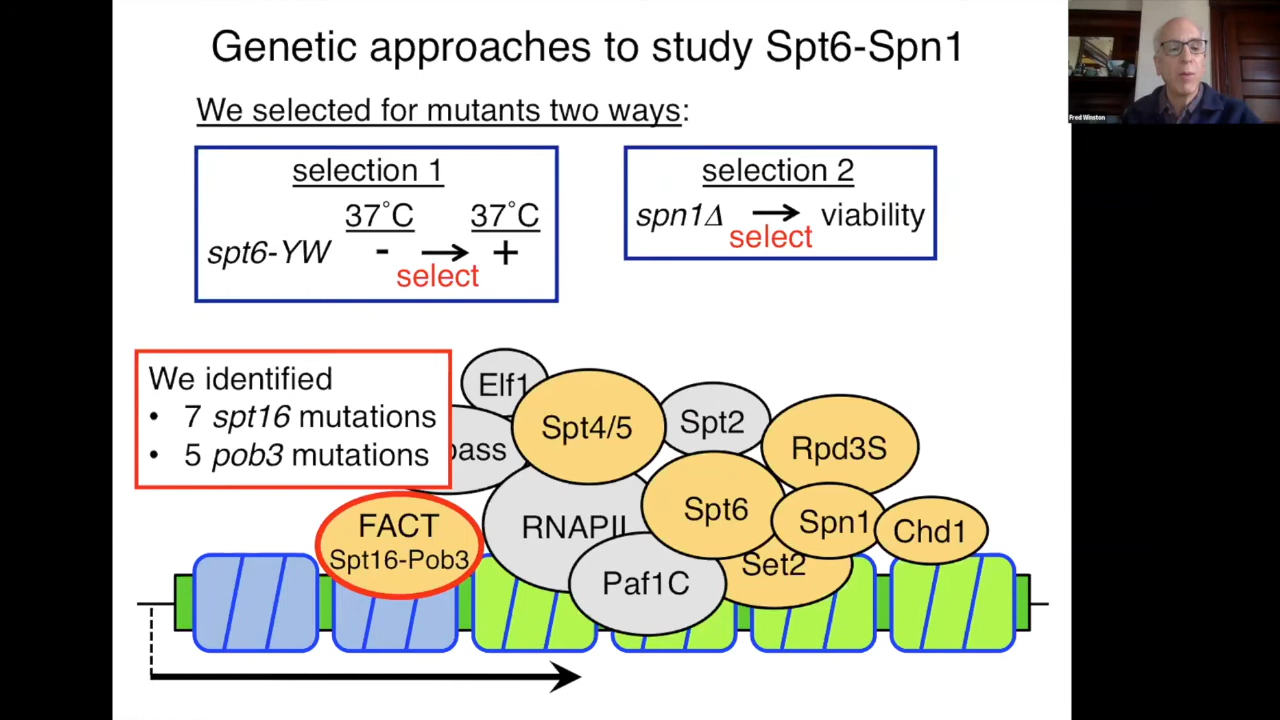 Genetic approaches to study Spt6-Spn1
We selected for mutants two ways:
selection 1
37°C 37°C
spt6-YW - → +
select
selection 2
spn1Δ → viability
select
We identified
• 7 spt16 mutations
• 5 pob3 mutations
Elf1
pass
Spt4/5
Spt2
Rpd3S
FACT
Spt16-Pob3
RNAPII
Spt6
Spn1
Chd1
Paf1C
Set2
Fred Winston